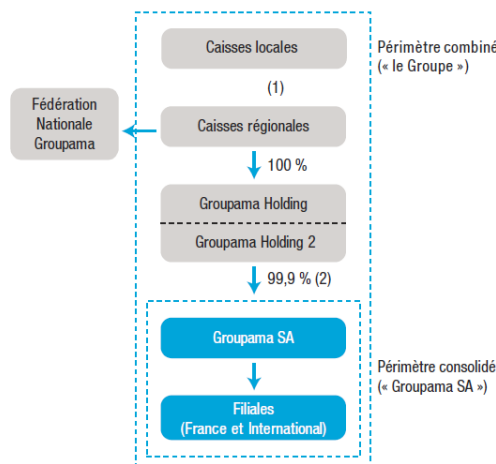 Caisses locales
Périmètre combiné
(« le Groupe »)
(1)
Fédération
Nationale
Groupama
Caisses régionales
100 %
Groupama Holding
Groupama Holding 2
99,9 % (2)
Groupama SA
Périmètre consolidé
(« Groupama SA »)
Filiales
(France et International)